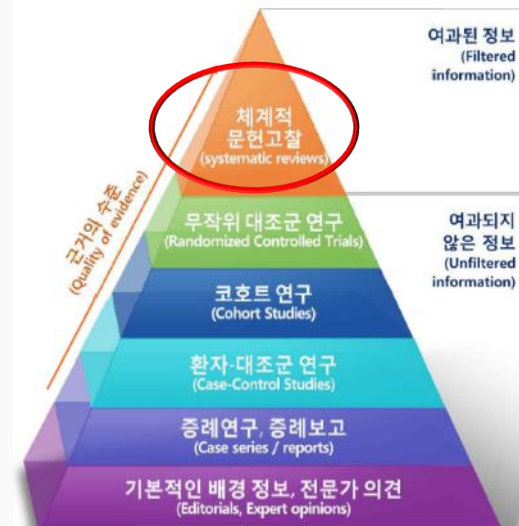 여과된 정보
(Filtered
information)
체계적
문헌고찰
(systematic reviews)
근거의 수준
(Quality of evidence)
무작위 대조군 연구
(Randomized Controlled Trials)
여과되지
않은 정보
(Unfiltered
information)
코호트 연구
(Cohort Studies)
환자-대조군 연구
(Case-Control Studies)
증례연구, 증례보고
(Case series / reports)
기본적인 배경 정보, 전문가 의견
(Editorials, Expert opinions)